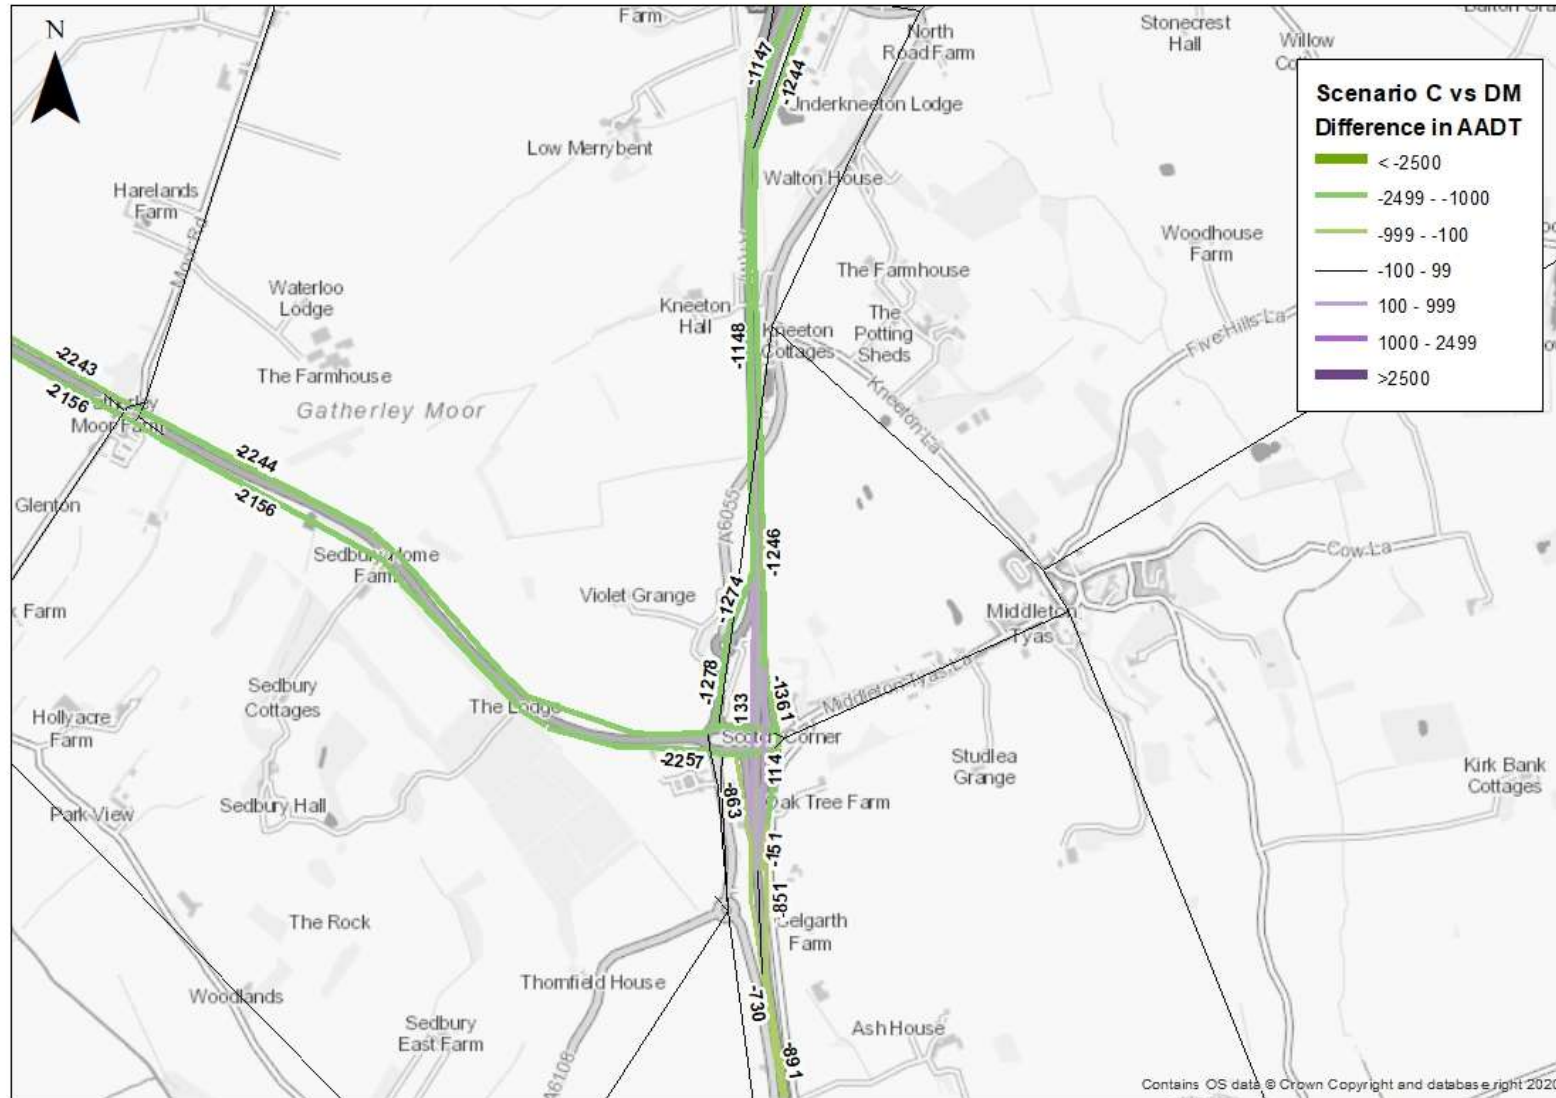 N
Farm
North
Road Farm
Stonecrest
Hall
Willow
Scenario C vs DM
Difference in AADT
< -2500
-2499 - -1000
-999 - -100
-100 - 99
100 - 999
1000 - 2499
>2500
-1147
-1244
Underkneeton Lodge
Low Merrybent
Walton House
Harelands
Farm
Moor Rd
Woodhouse
Farm
The Farmhouse
Waterloo
Lodge
Kneeton
Hall
Kneeton
Cottages
The
Potting
Sheds
Five Hills La
-1148
-2243
-2156
The Farmhouse
Gatherley Moor
Moor Farm
Kneeton La
-2244
-2156
Glenton
A6055
-1246
Sedbury Home
Farm
Cow La
Violet Grange
-1274
Farm
Middleton
Tyas
Middleton Tyas La
-1278
-1361
133
Sedbury
Cottages
The Lodge
Hollyacre
Farm
Scotch Corner
-2257
114
Studlea
Grange
Kirk Bank
Cottages
-863
Oak Tree Farm
Sedbury Hall
Park View
-151
-851
Selgarth
Farm
The Rock
Thornfield House
Woodlands
-730
Sedbury
East Farm
Ash House
-891
A6108
Contains OS data © Crown Copyright and database right 2020